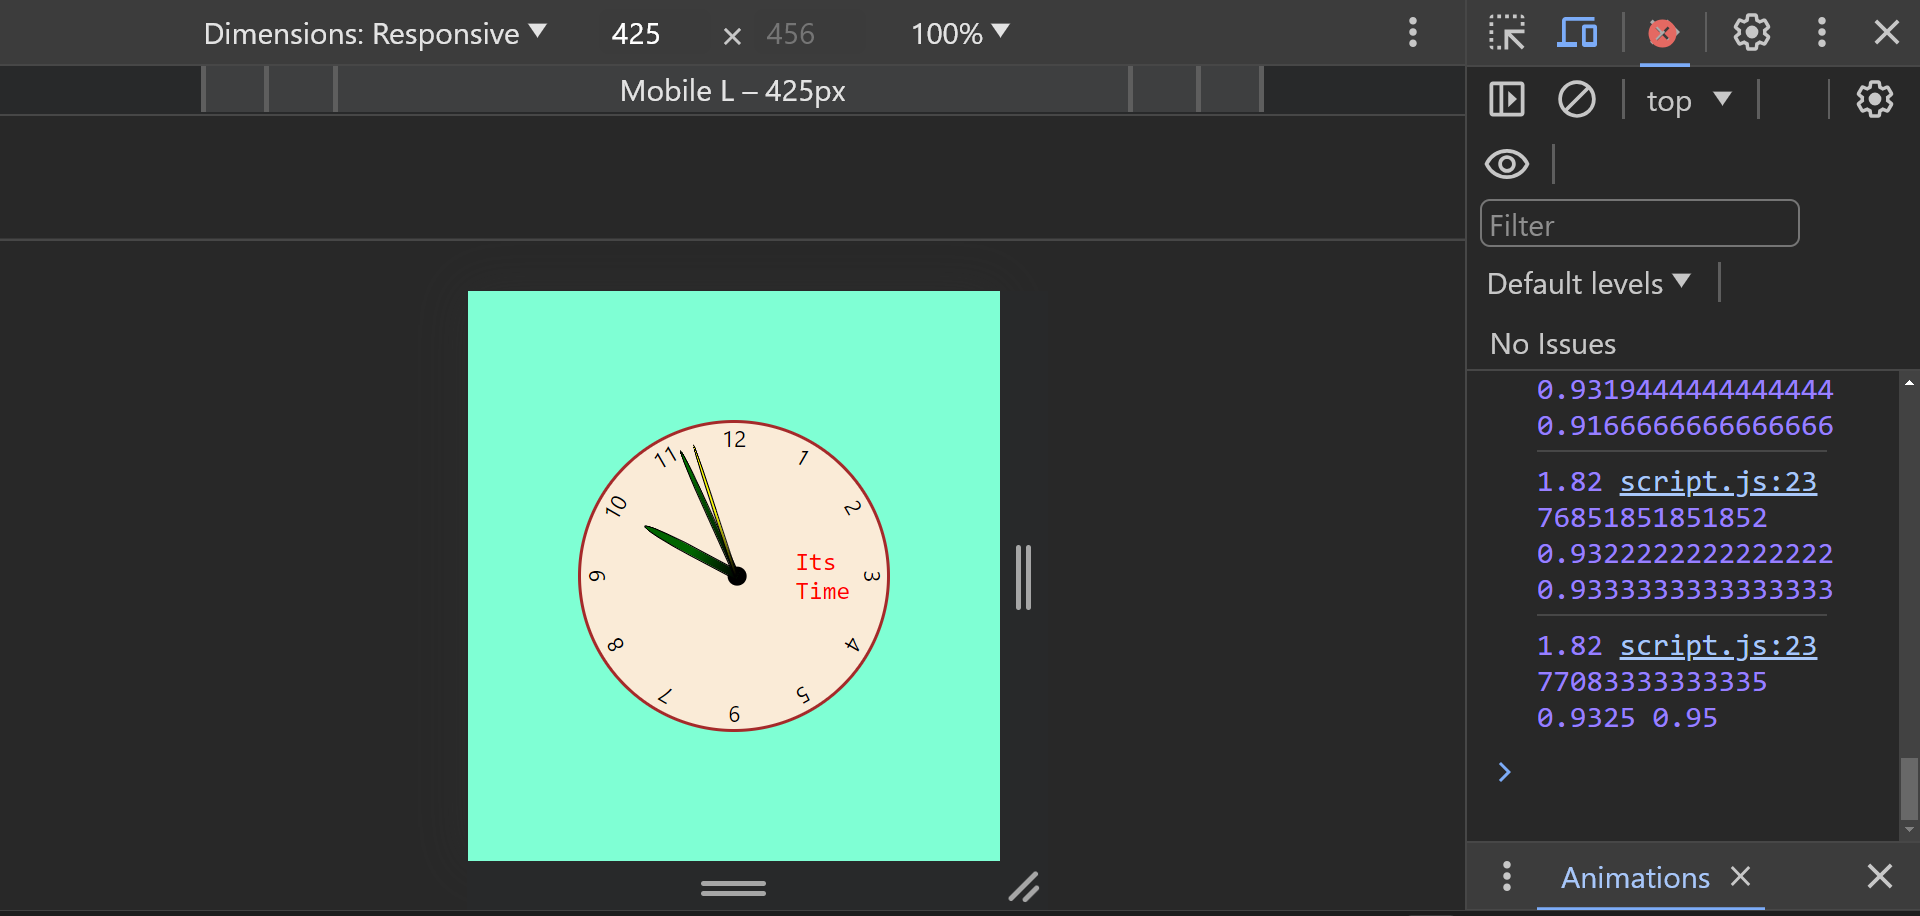 Dimensions: Responsive 425 × 456 100%
Mobile L – 425px
top
Filter
Default levels
No Issues
0.9319444444444444
0.9166666666666666
1.82 script.js:23
76851851851852
0.9322222222222222
0.9333333333333333
1.82 script.js:23
77083333333335
0.9325 0.95
12
11
1
10
2
9
Its
Time
3
8
4
7
5
6
Animations